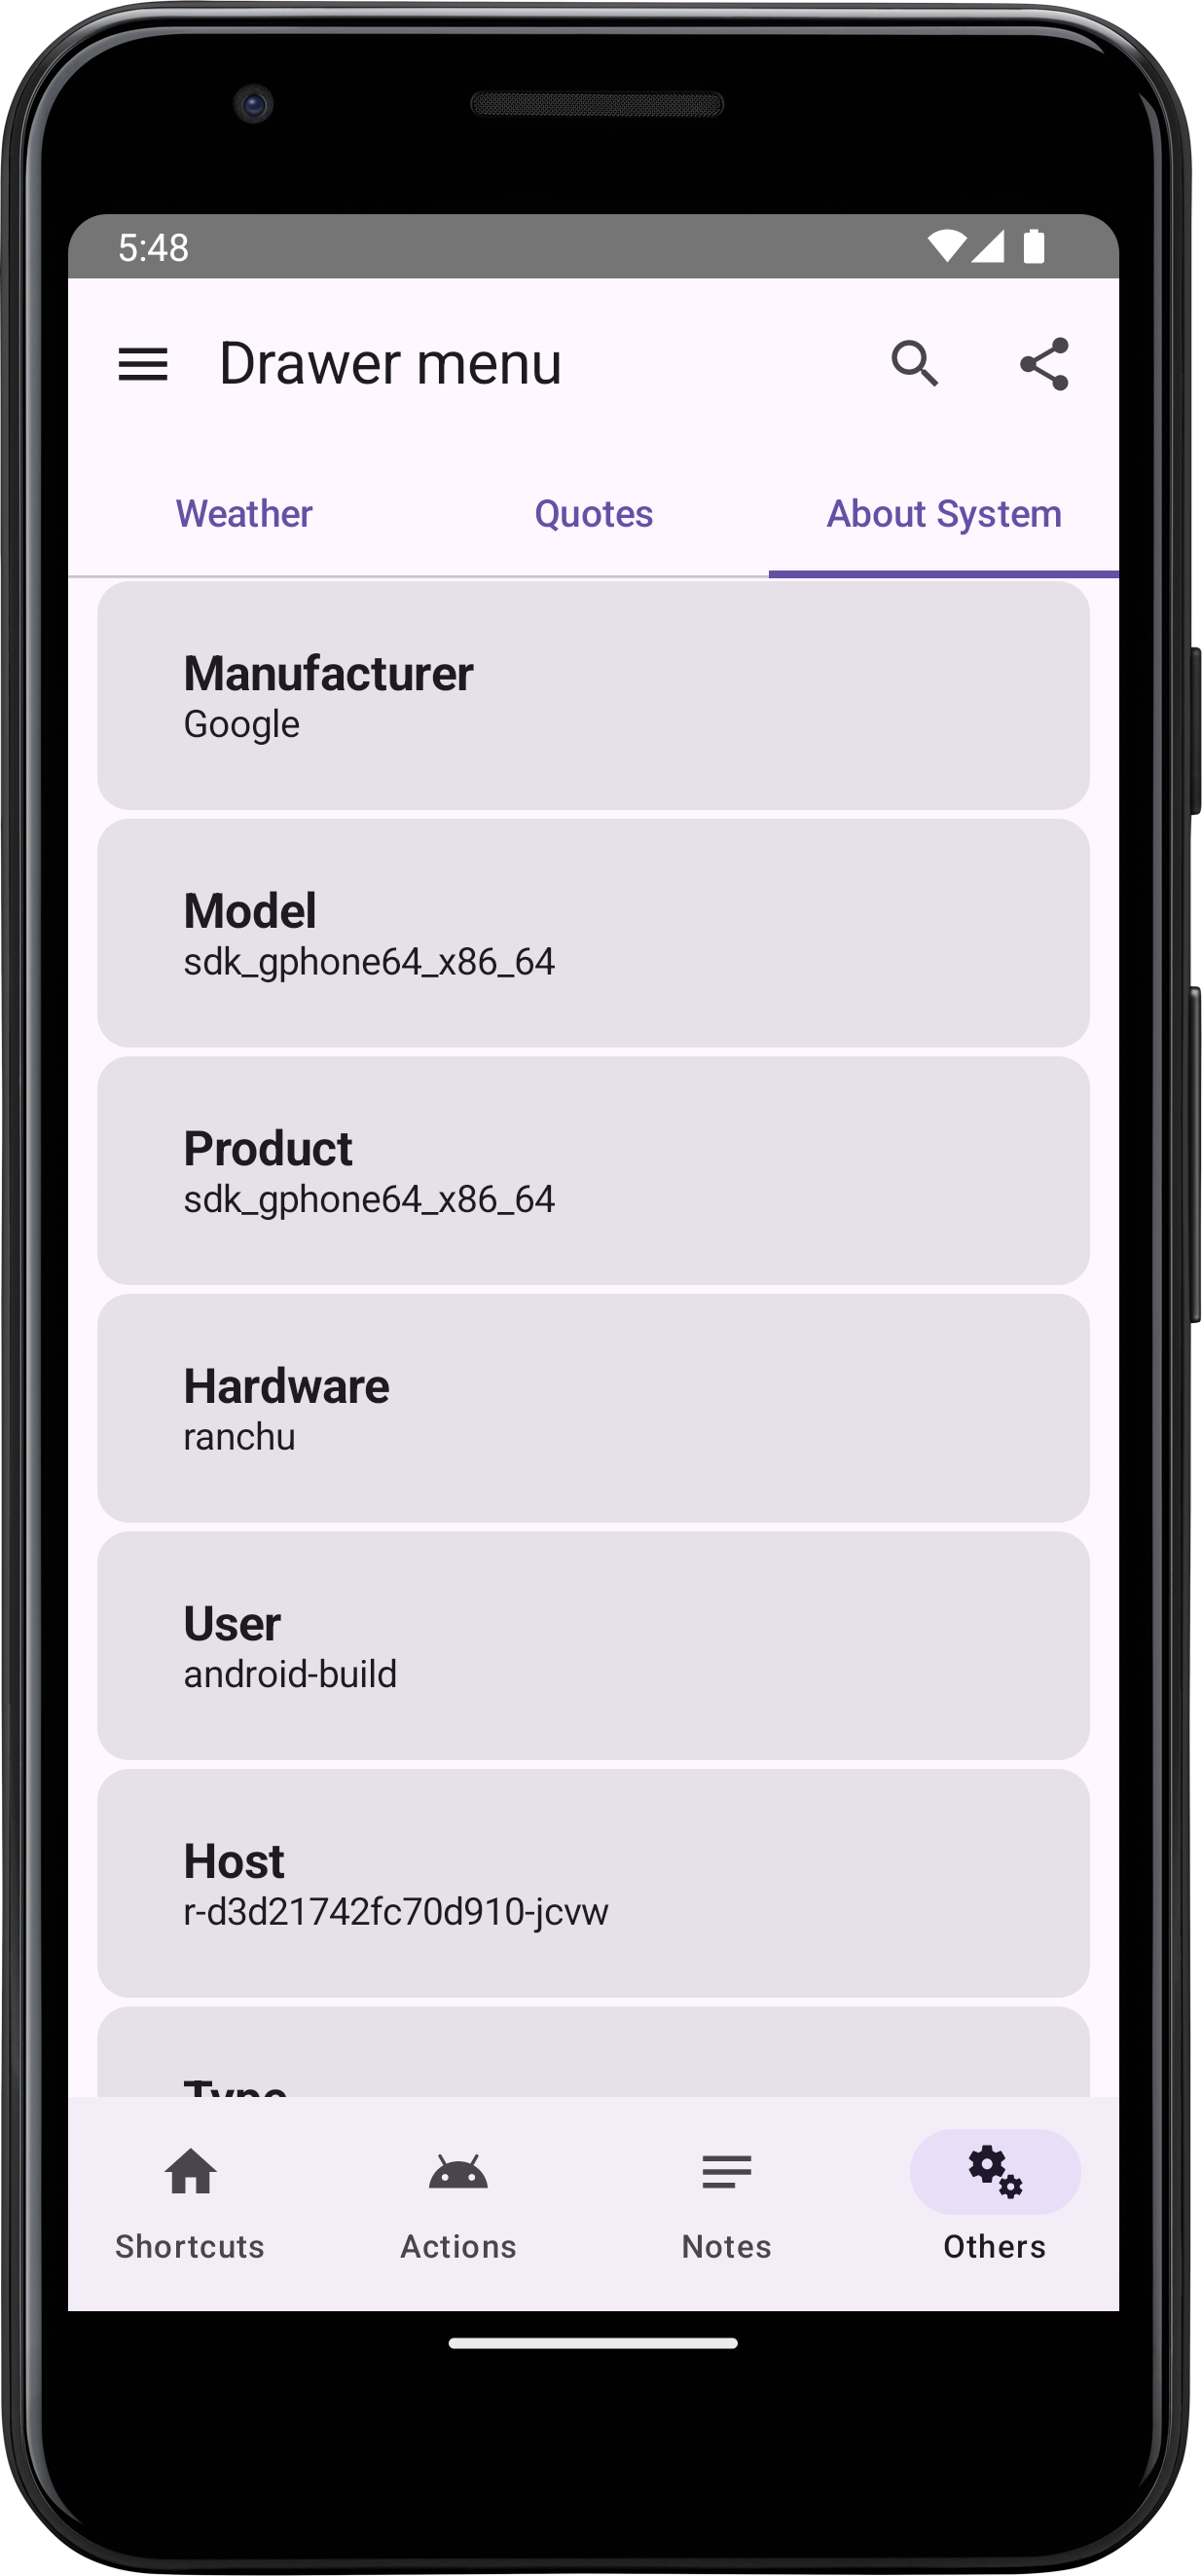 5:48
Drawer menu
Weather Quotes About System
Manufacturer
Google
Model
sdk_gphone64_x86_64
Product
sdk_gphone64_x86_64
Hardware
ranchu
User
android-build
Host
r-d3d21742fc70d910-jcvw
Type
Shortcuts Actions Notes Others